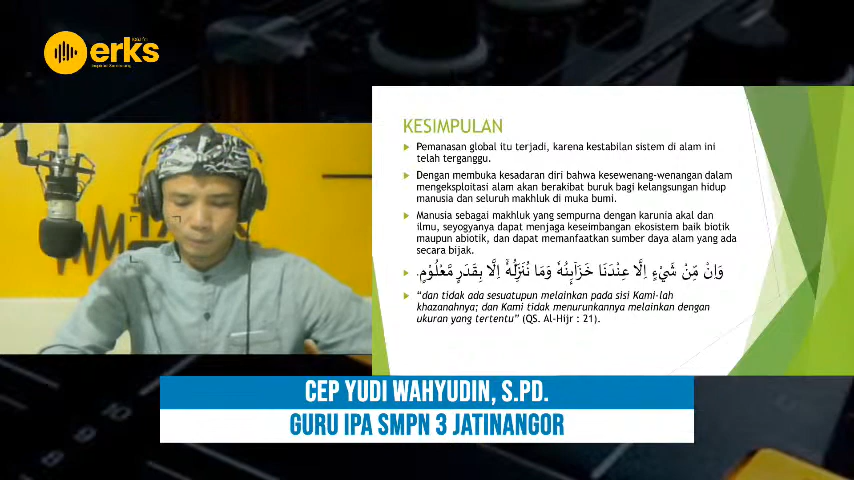 erks
Inspirasi Sumedang
KESIMPULAN
Pemanasan global itu terjadi, karena kestabilan sistem di alam ini
telah terganggu.
Dengan membuka kesadaran diri bahwa kesewenang-wenangan dalam
mengeksploitasi alam akan berakibat buruk bagi kelangsungan hidup
manusia dan seluruh makhluk di muka bumi.
Manusia sebagai makhluk yang sempurna dengan karunia akal dan
ilmu, seyogyanya dapat menjaga keseimbangan ekosistem baik biotik
maupun abiotik, dan dapat memanfaatkan sumber daya alam yang ada
secara bijak.
وَاِنْ مِّنْ شَيْءٍ اِلَّا عِنْدَنَا خَزَاۤىِٕنُهٗ وَمَا نُنَزِّلُهٗٓ اِلَّا بِقَدَرٍ مَّعْلُوْمٍ.
“dan tidak ada sesuatupun melainkan pada sisi Kami-lah
khazanahnya; dan Kami tidak menurunkannya melainkan dengan
ukuran yang tertentu” (QS. Al-Hijr : 21).
CEP YUDI WAHYUDIN, S.PD.
GURU IPA SMPN 3 JATINANGOR